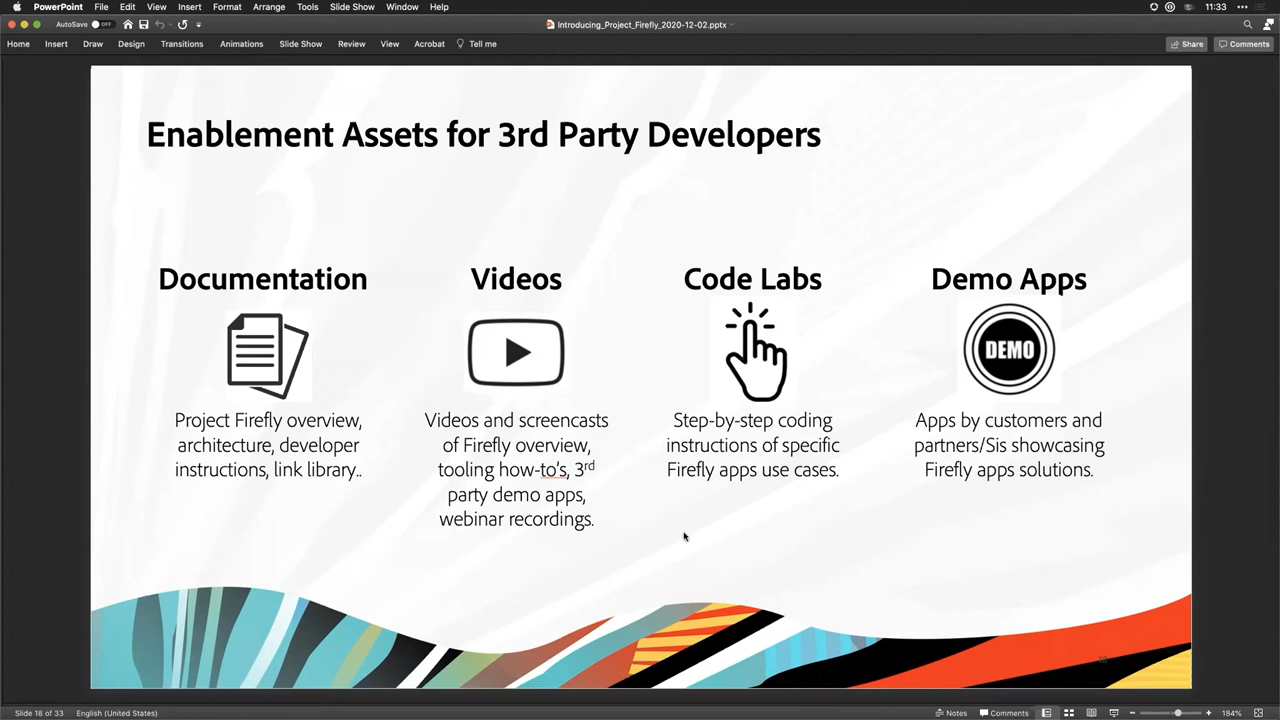 PowerPoint File Edit View Insert Format Arrange Tools Slide Show Window Help 11:33
AutoSave OFF Introducing_Project_Firefly_2020-12-02.pptx
Home Insert Draw Design Transitions Animations Slide Show Review View Acrobat Tell me Share Comments
Enablement Assets for 3rd Party Developers
Documentation
Project Firefly overview,
architecture, developer
instructions, link library..
Videos
Videos and screencasts
of Firefly overview,
tooling how-to's, 3rd
party demo apps,
webinar recordings.
Code Labs
Step-by-step coding
instructions of specific
Firefly apps use cases.
Demo Apps
DEMO
Apps by customers and
partners/Sis showcasing
Firefly apps solutions.
18
Slide 18 of 33 English (United States) Notes Comments 184%